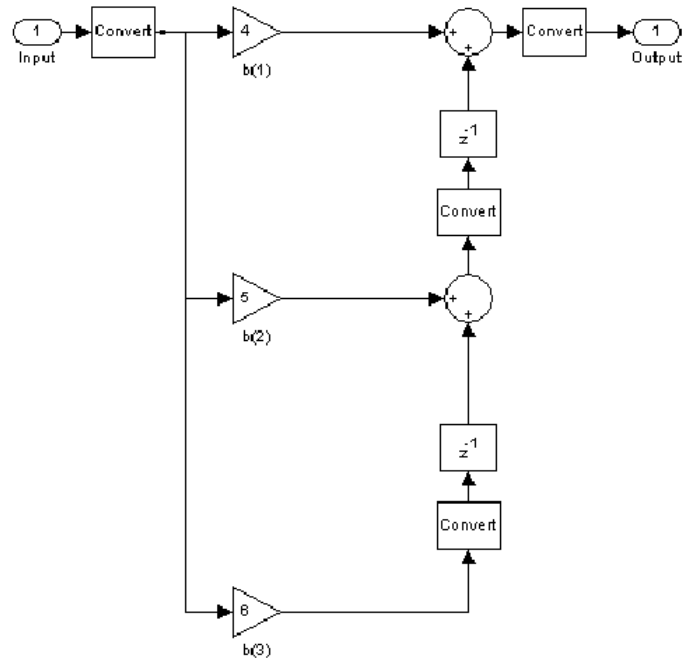 1
Convert
4
+
+
Convert
1
Input
b(1)
Output
z-1
Convert
5
+
+
b(2)
z-1
Convert
6
b(3)